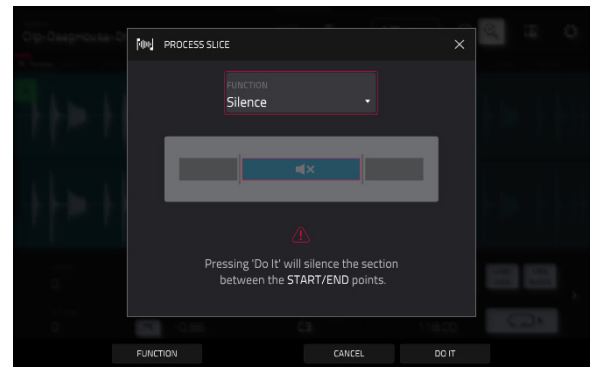 PROCESS SLICE
FUNCTION
Silence
Pressing 'Do It' will silence the section
between the START/END points.
FUNCTION
CANCEL
DO IT